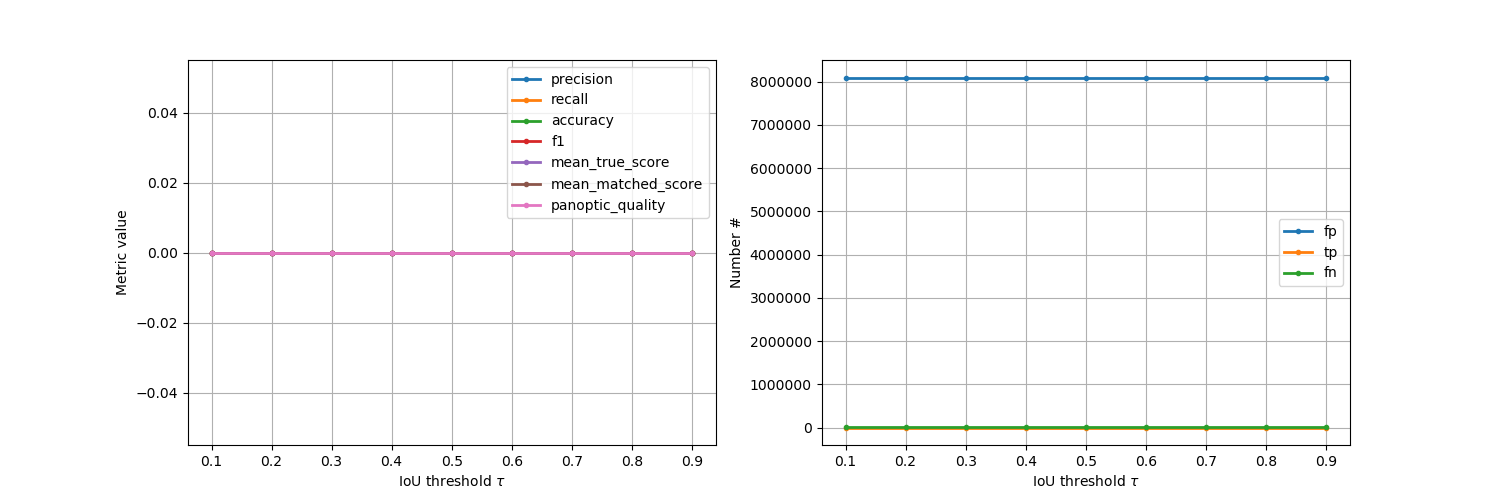 precision
recall
accuracy
f1
mean_true_score
mean_matched_score
panoptic_quality
0.04
0.02
0.00
−0.02
−0.04
Metric value
0.1 0.2 0.3 0.4 0.5 0.6 0.7 0.8 0.9
IoU threshold τ
8000000
7000000
6000000
5000000
4000000
3000000
2000000
1000000
0
Number #
fp
tp
fn
0.1 0.2 0.3 0.4 0.5 0.6 0.7 0.8 0.9
IoU threshold τ